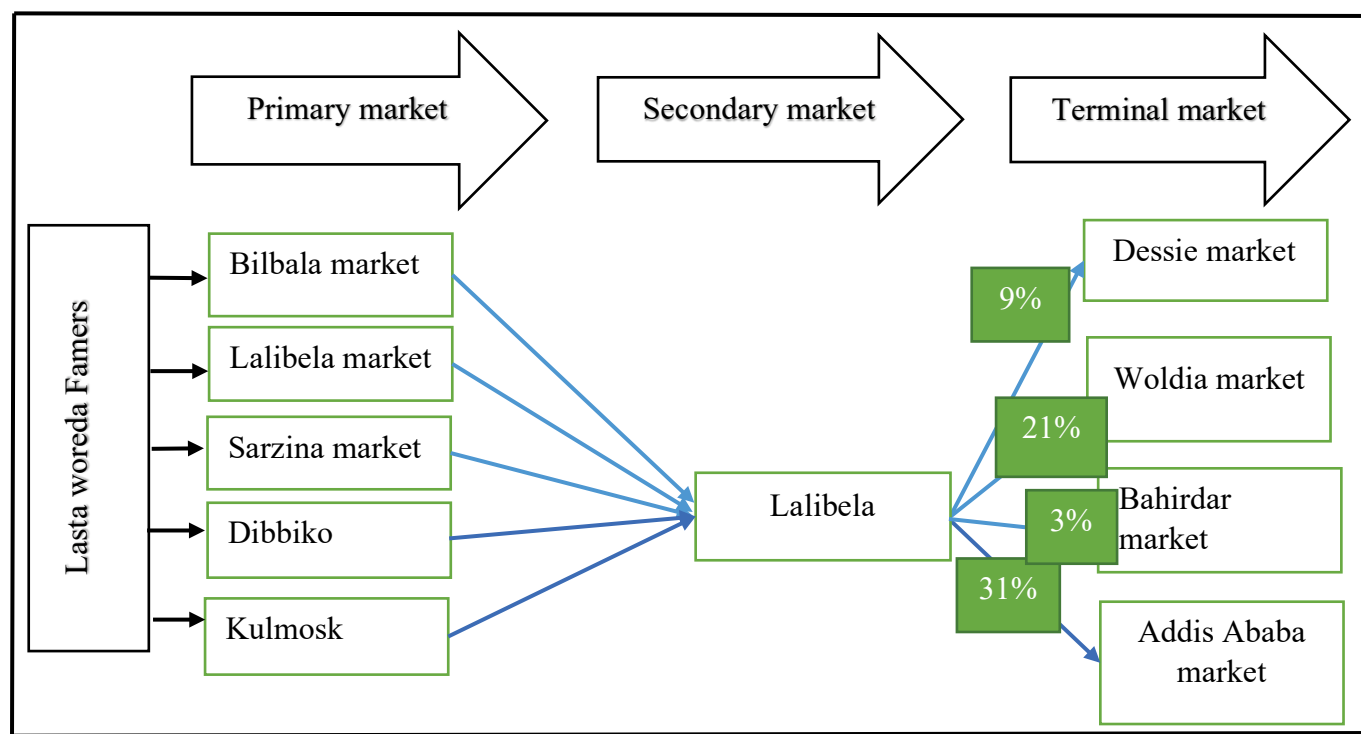 Primary market
Secondary market
Terminal market
Lasta woreda Famers
Bilbala market
Lalibela market
Sarzina market
Dibbiko
Kulmosk
Lalibela
9%
21%
3%
31%
Dessie market
Woldia market
Bahirdar
market
Addis Ababa
market